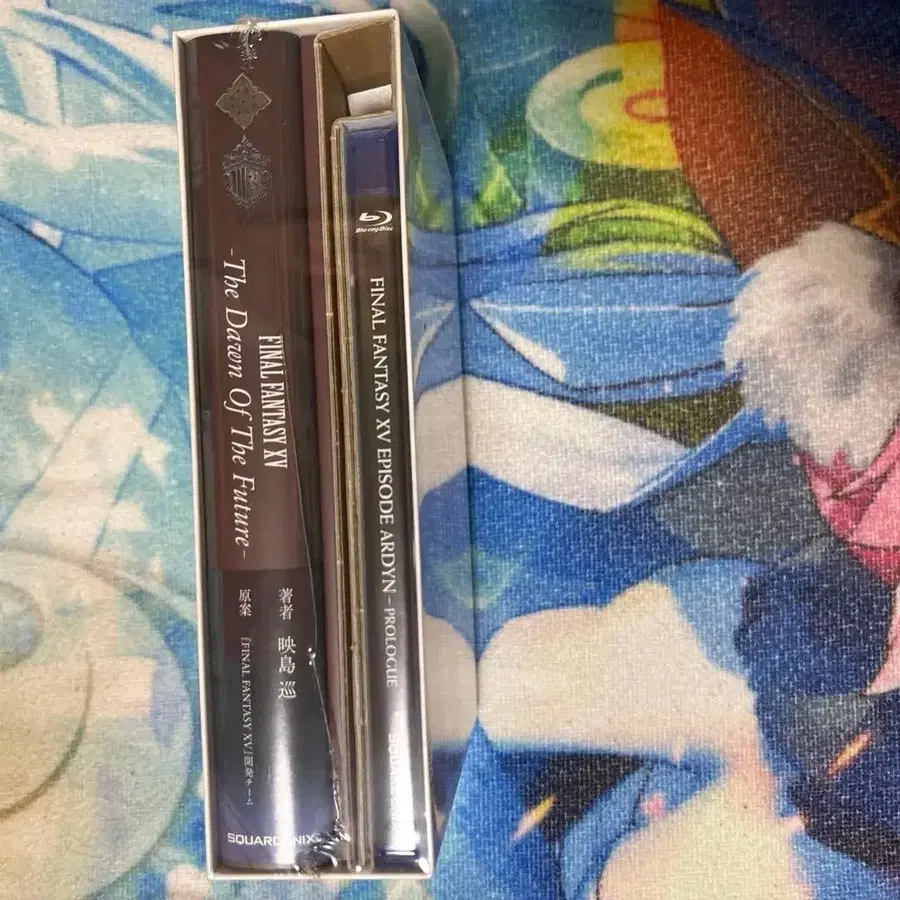 FINAL FANTASY XV
-The Dawn Of The Future-
著者 映島 巡
原案 『FINAL FANTASY XV』開発チーム
SQUARE ENIX
Blu-ray Disc
FINAL FANTASY XV EPISODE ARDYN – PROLOGUE